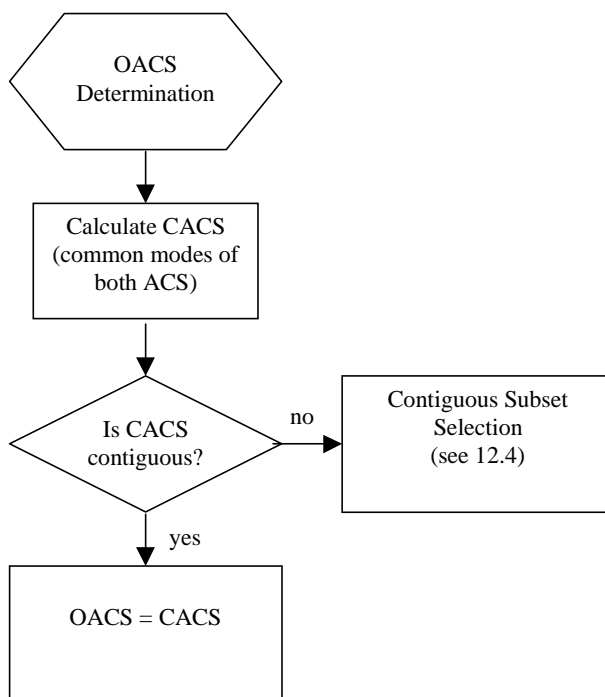 OACS
Determination
Calculate CACS
(common modes of
both ACS)
Is CACS
contiguous?
no
Contiguous Subset
Selection
(see 12.4)
yes
OACS = CACS